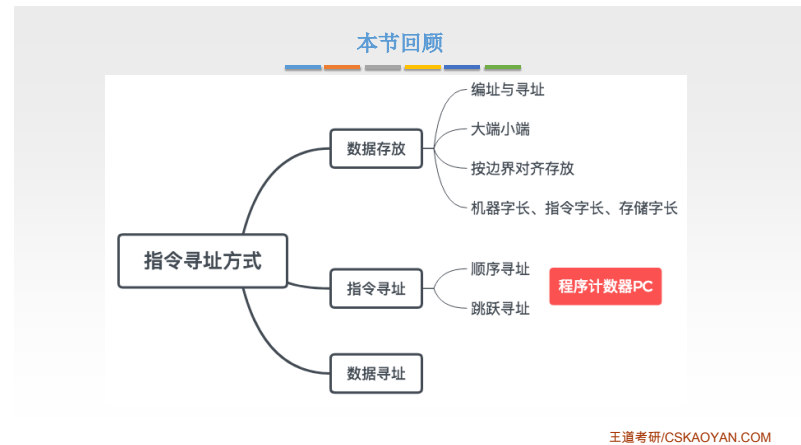 本节回顾
编址与寻址
大端小端
数据存放
按边界对齐存放
机器字长、指令字长、存储字长
指令寻址方式
顺序寻址
程序计数器PC
指令寻址
跳跃寻址
数据寻址
王道考研/CSKAOYAN.COM